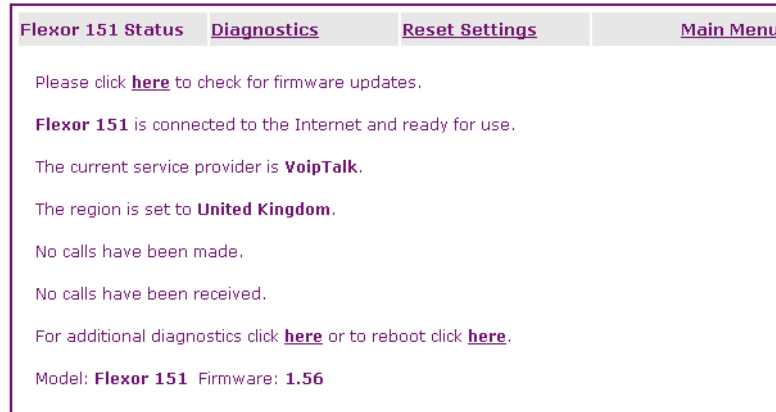 Flexor 151 Status Diagnostics Reset Settings Main Menu
Please click here to check for firmware updates.
Flexor 151 is connected to the Internet and ready for use.
The current service provider is VoipTalk.
The region is set to United Kingdom.
No calls have been made.
No calls have been received.
For additional diagnostics click here or to reboot click here.
Model: Flexor 151 Firmware: 1.56